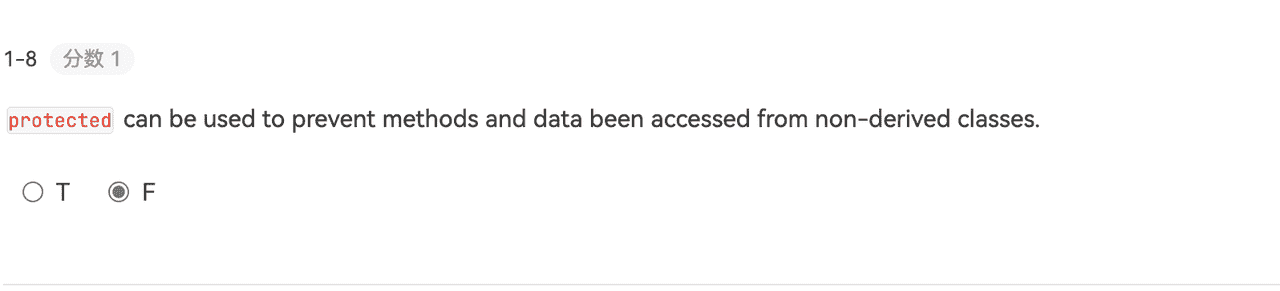 1-8 分数 1
protected can be used to prevent methods and data been accessed from non-derived classes.
T F